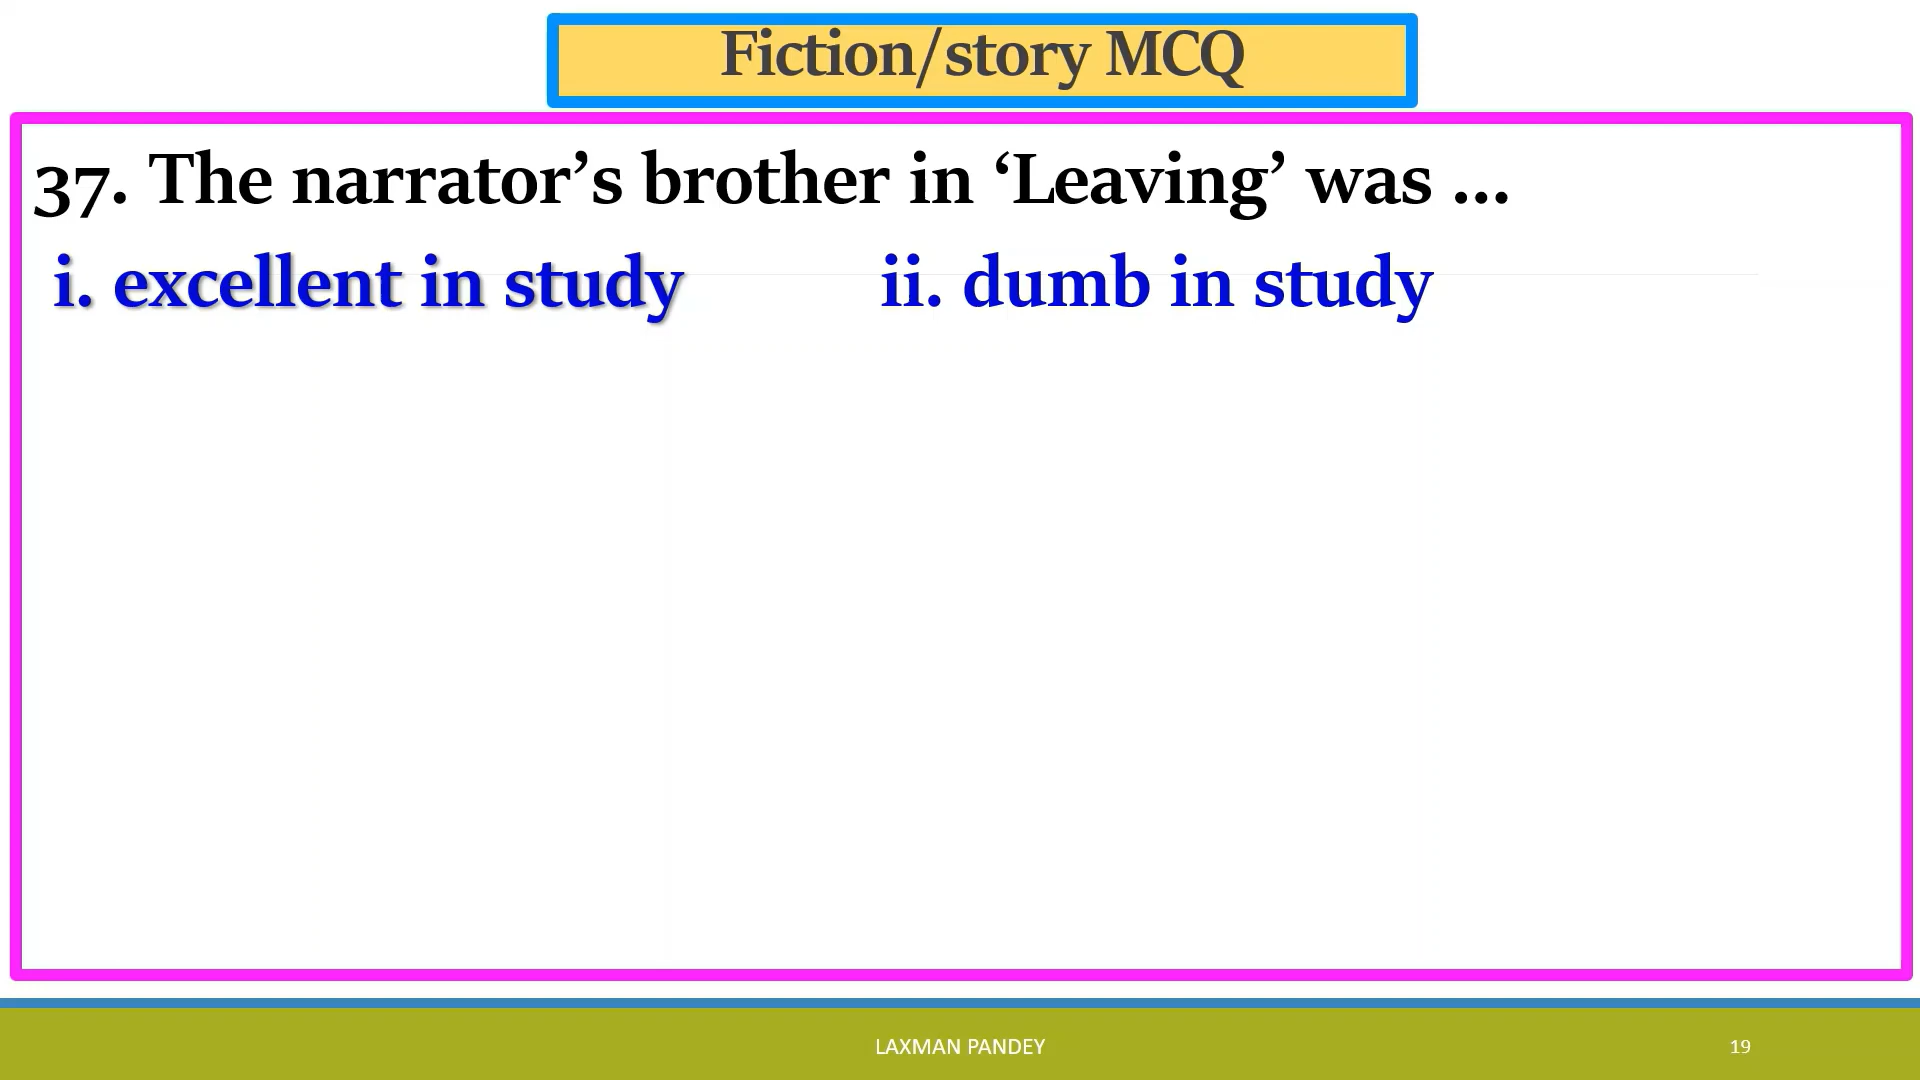 Fiction/story MCQ
37. The narrator’s brother in ‘Leaving’ was ...
i. excellent in study ii. dumb in study
LAXMAN PANDEY 19